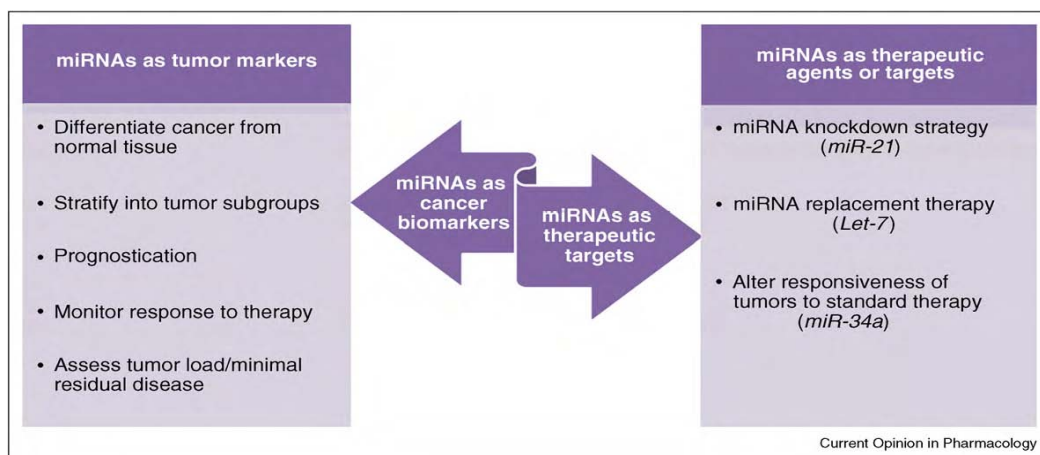 miRNAs as tumor markers
• Differentiate cancer from
normal tissue
• Stratify into tumor subgroups
• Prognostication
• Monitor response to therapy
• Assess tumor load/minimal
residual disease
miRNAs as
cancer
biomarkers
miRNAs as
therapeutic
targets
miRNAs as therapeutic
agents or targets
• miRNA knockdown strategy
(miR-21)
• miRNA replacement therapy
(Let-7)
• Alter responsiveness of
tumors to standard therapy
(miR-34a)
Current Opinion in Pharmacology